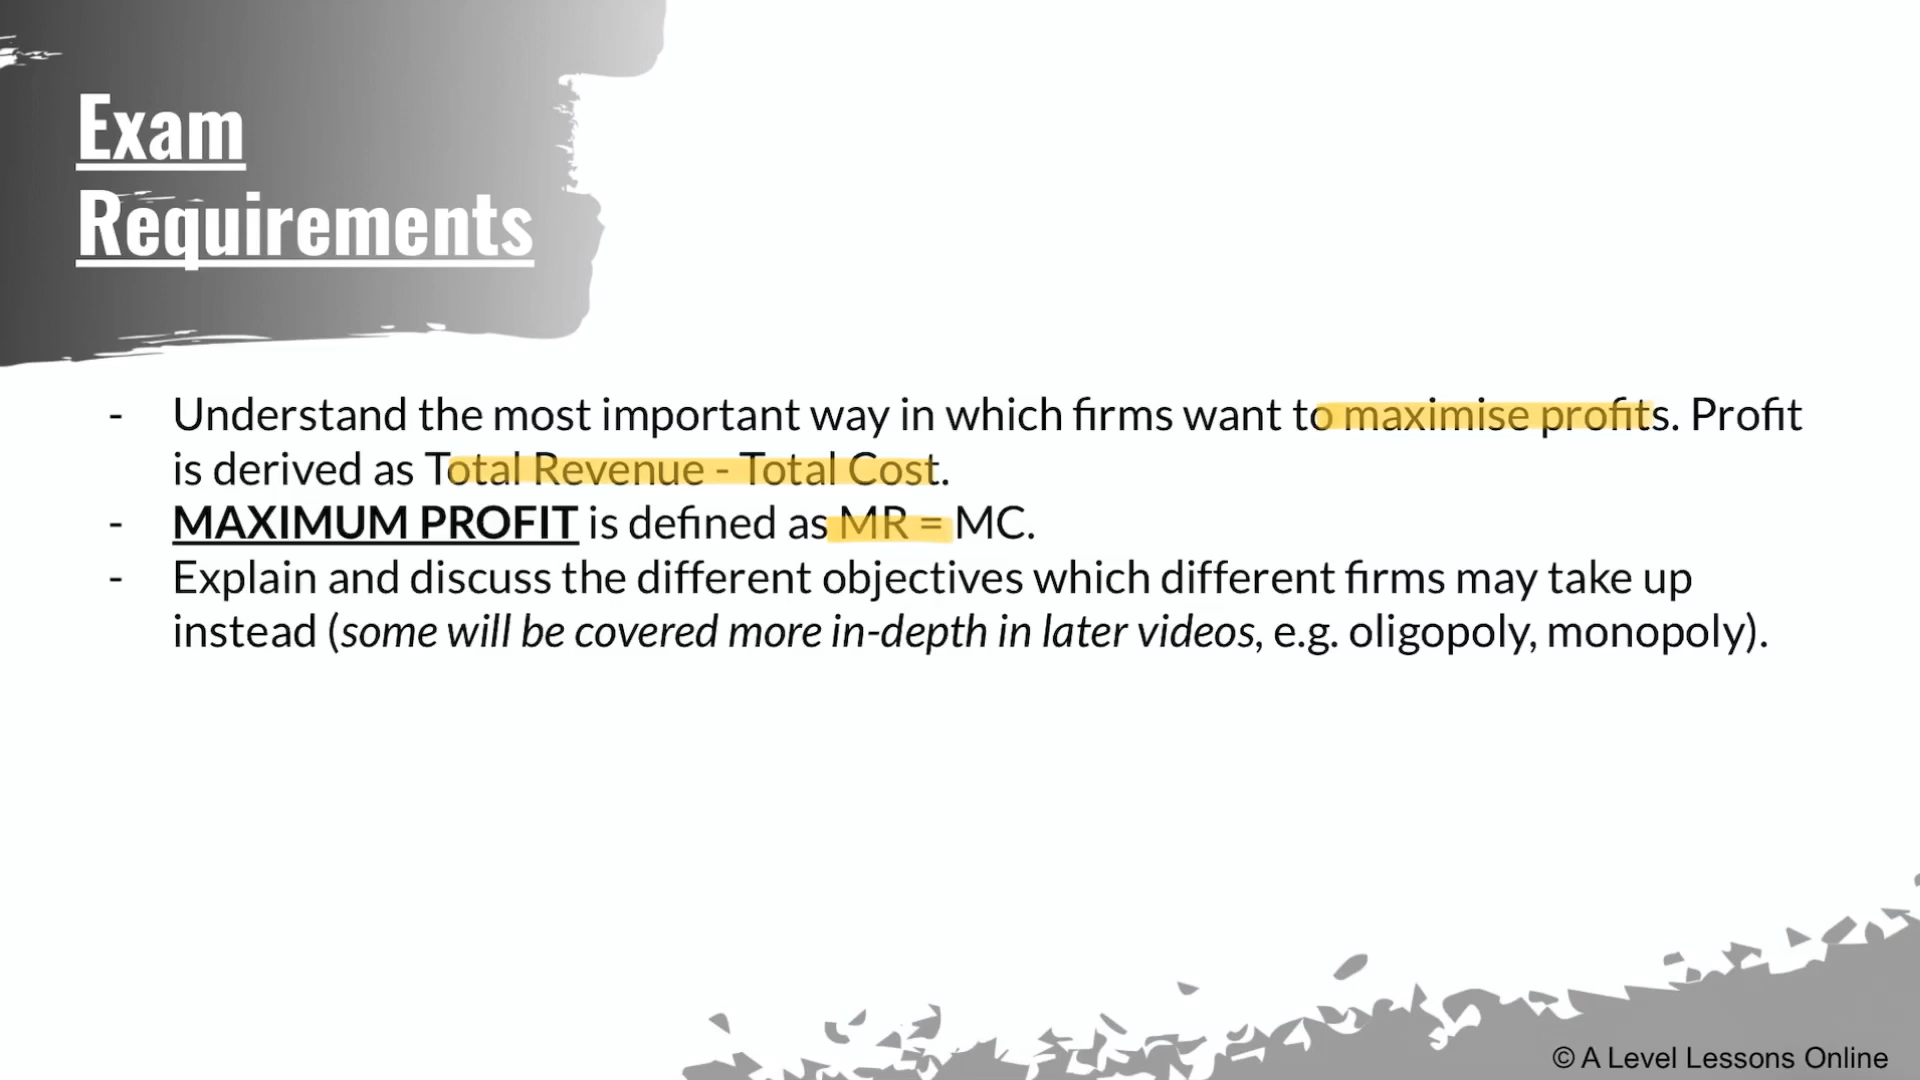 Exam
Requirements
- Understand the most important way in which firms want to maximise profits. Profit
is derived as Total Revenue - Total Cost.
- MAXIMUM PROFIT is defined as MR = MC.
- Explain and discuss the different objectives which different firms may take up
instead (some will be covered more in-depth in later videos, e.g. oligopoly, monopoly).
© A Level Lessons Online